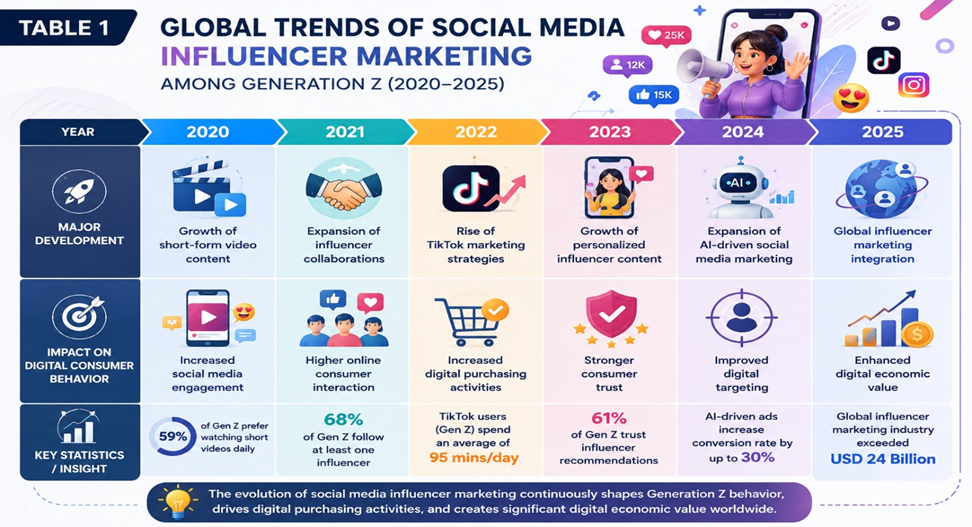 TABLE 1
GLOBAL TRENDS OF SOCIAL MEDIA
INFLUENCER MARKETING
AMONG GENERATION Z (2020–2025)
25K
12K
15K
YEAR
2020
2021
2022
2023
2024
2025
MAJOR
DEVELOPMENT
Growth of
short-form video
content
Expansion of
influencer
collaborations
Rise of
TikTok marketing
strategies
Growth of
personalized
influencer content
AI
Expansion of
AI-driven social
media marketing
Global influencer
marketing
integration
IMPACT ON
DIGITAL CONSUMER
BEHAVIOR
Increased
social media
engagement
Higher online
consumer
interaction
Increased
digital purchasing
activities
Stronger
consumer
trust
Improved
digital
targeting
$
Enhanced
digital economic
value
KEY STATISTICS
/ INSIGHT
59%
of Gen Z prefer
watching short
videos daily
68%
of Gen Z follow
at least one
influencer
TikTok users
(Gen Z) spend
an average of
95 mins/day
61%
of Gen Z trust
influencer
recommendations
AI-driven ads
increase
conversion rate by
up to 30%
Global influencer
marketing industry
exceeded
USD 24 Billion
The evolution of social media influencer marketing continuously shapes Generation Z behavior,
drives digital purchasing activities, and creates significant digital economic value worldwide.